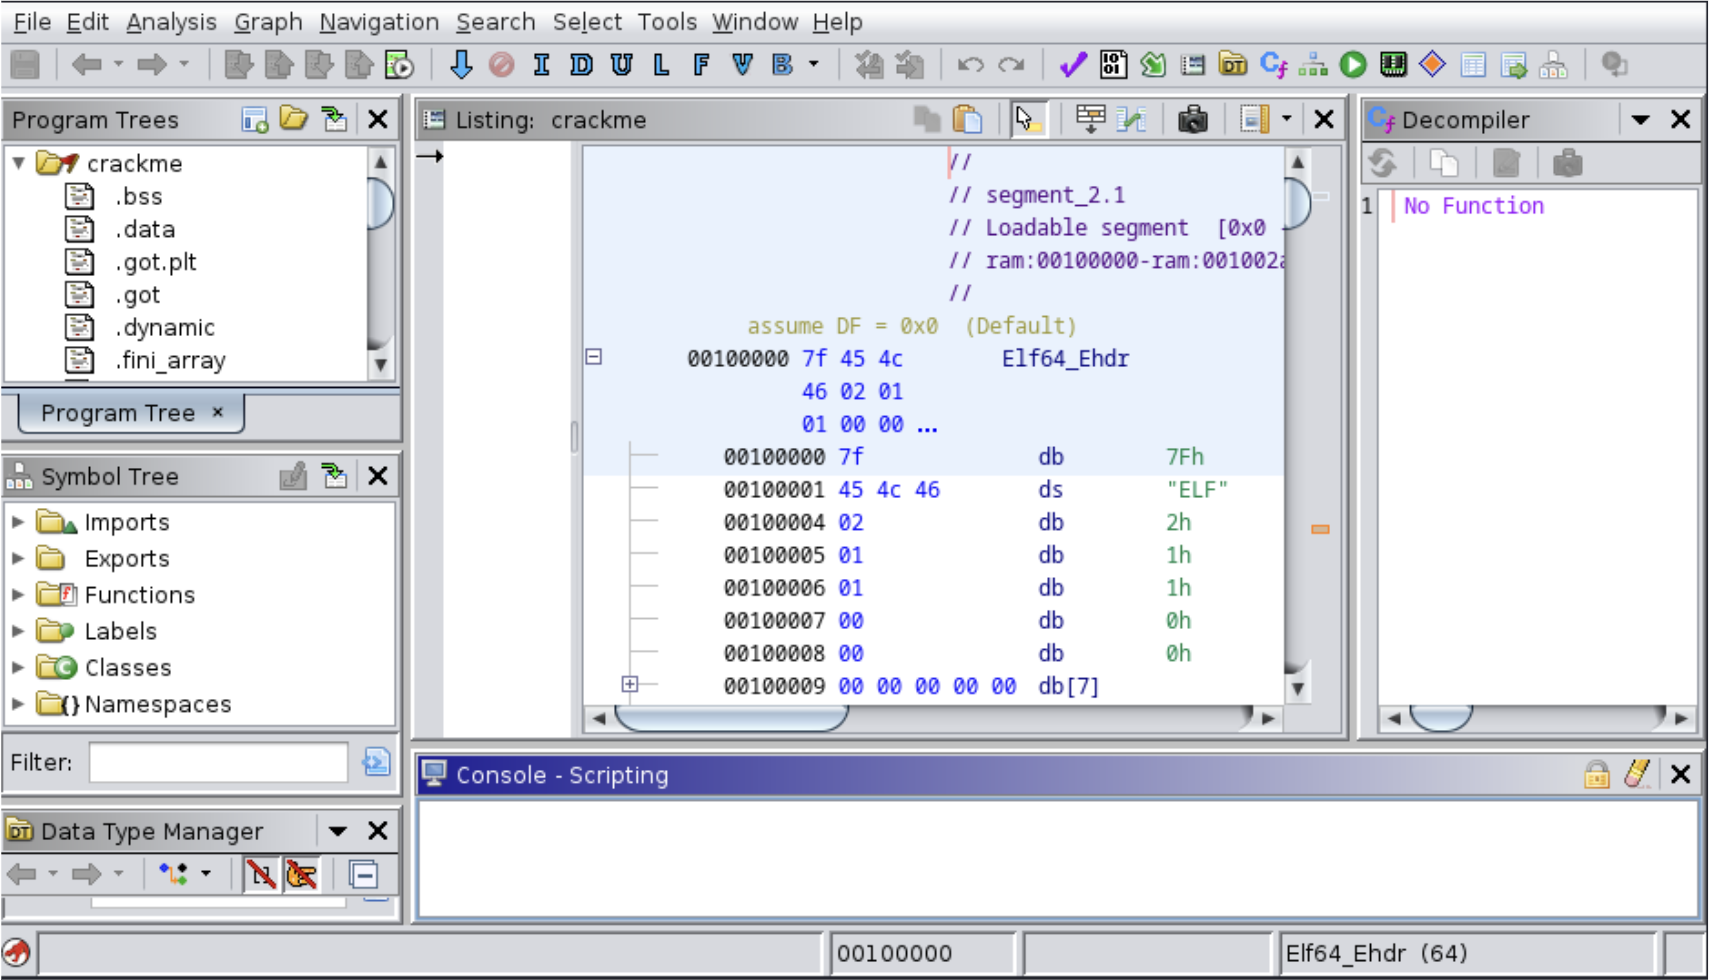 File Edit Analysis Graph Navigation Search Select Tools Window Help
I D U L F V B
Program Trees
crackme
.bss
.data
.got.plt
.got
.dynamic
.fini_array
Program Tree ×
Symbol Tree
Imports
Exports
Functions
Labels
Classes
Namespaces
Filter:
DT Data Type Manager
Listing: crackme
//
// segment_2.1
// Loadable segment [0x0 -
// ram:00100000-ram:001002a
//
assume DF = 0x0 (Default)
00100000 7f 45 4c Elf64_Ehdr
46 02 01
01 00 00 ...
00100000 7f db 7Fh
00100001 45 4c 46 ds "ELF"
00100004 02 db 2h
00100005 01 db 1h
00100006 01 db 1h
00100007 00 db 0h
00100008 00 db 0h
00100009 00 00 00 00 00 db[7]
Cf Decompiler
1 No Function
Console - Scripting
00100000
Elf64_Ehdr (64)